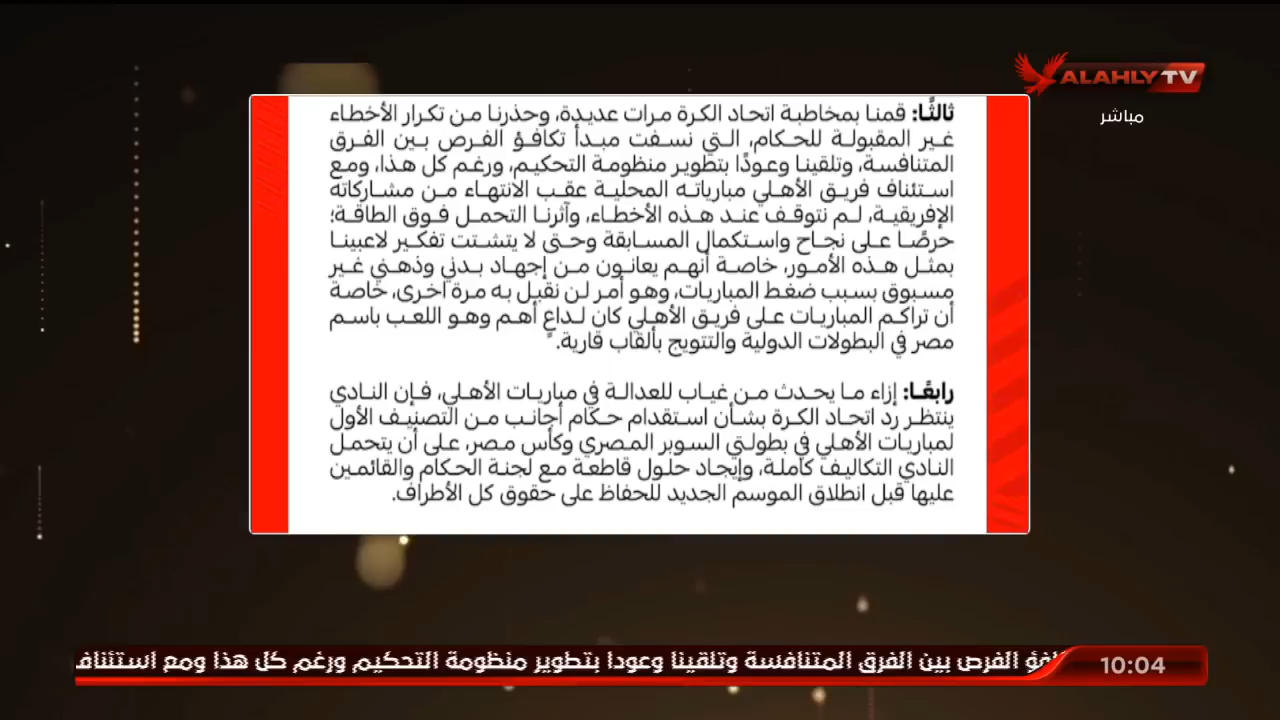 ALAHLY TV
مباشر
ثالثًا: قمنا بمخاطبة اتحاد الكرة مرات عديدة، وحذرنا من تكرار الأخطاء
غير المقبولة للحكام، التي نسفت مبدأ تكافؤ الفرص بين الفرق
المتنافسة، وتلقينا وعودًا بتطوير منظومة التحكيم، ورغم كل هذا، ومع
استئناف فريق الأهلي مبارياته المحلية عقب الانتهاء من مشاركاته
الإفريقية، لم نتوقف عند هذه الأخطاء، وآثرنا التحمل فوق الطاقة؛
حرصًا على نجاح واستكمال المسابقة وحتى لا يتشتت تفكير لاعبينا
بمثل هذه الأمور، خاصة أنهم يعانون من إجهاد بدني وذهني غير
مسبوق بسبب ضغط المباريات، وهو أمر لن نقبل به مرة اخرى، خاصة
أن تراكم المباريات على فريق الأهلي كان لداعٍ أهم وهو اللعب باسم
مصر في البطولات الدولية والتتويج بألقاب قارية.
رابعًا: إزاء ما يحدث من غياب للعدالة في مباريات الأهلي، فإن النادي
ينتظر رد اتحاد الكرة بشأن استقدام حكام أجانب من التصنيف الأول
لمباريات الأهلي في بطولتي السوبر المصري وكأس مصر، على أن يتحمل
النادي التكاليف كاملة، وإيجاد حلول قاطعة مع لجنة الحكام والقائمين
عليها قبل انطلاق الموسم الجديد للحفاظ على حقوق كل الأطراف.
الفرص بين الفرق المتنافسة وتلقينا وعودا بتطوير منظومة التحكيم ورغم كل هذا ومع استئناف
10:04